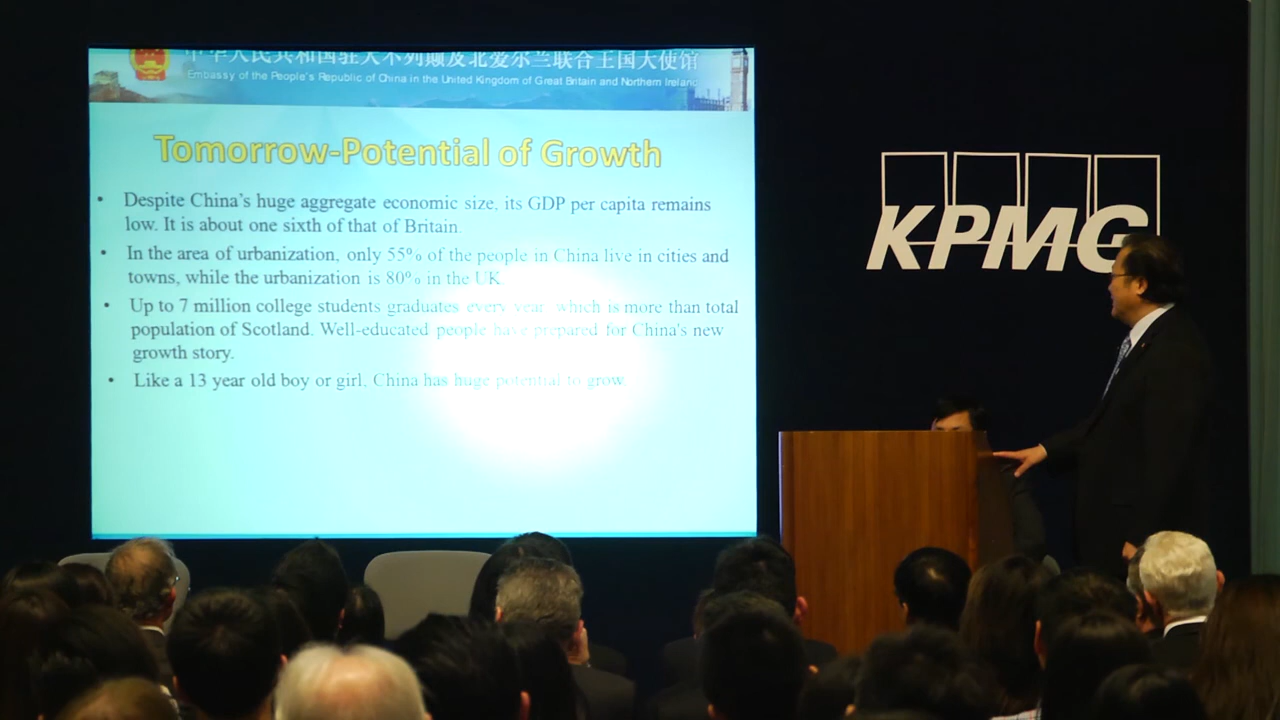 中华人民共和国驻大不列颠及北爱尔兰联合王国大使馆
Embassy of the People's Republic of China in the United Kingdom of Great Britain and Northern Ireland
Tomorrow-Potential of Growth
• Despite China's huge aggregate economic size, its GDP per capita remains
low. It is about one sixth of that of Britain.
• In the area of urbanization, only 55% of the people in China live in cities and
towns, while the urbanization is 80% in the UK.
• Up to 7 million college students graduates every year, which is more than total
population of Scotland. Well-educated people have prepared for China's new
growth story.
• Like a 13 year old boy or girl, China has huge potential to grow.
KPMG